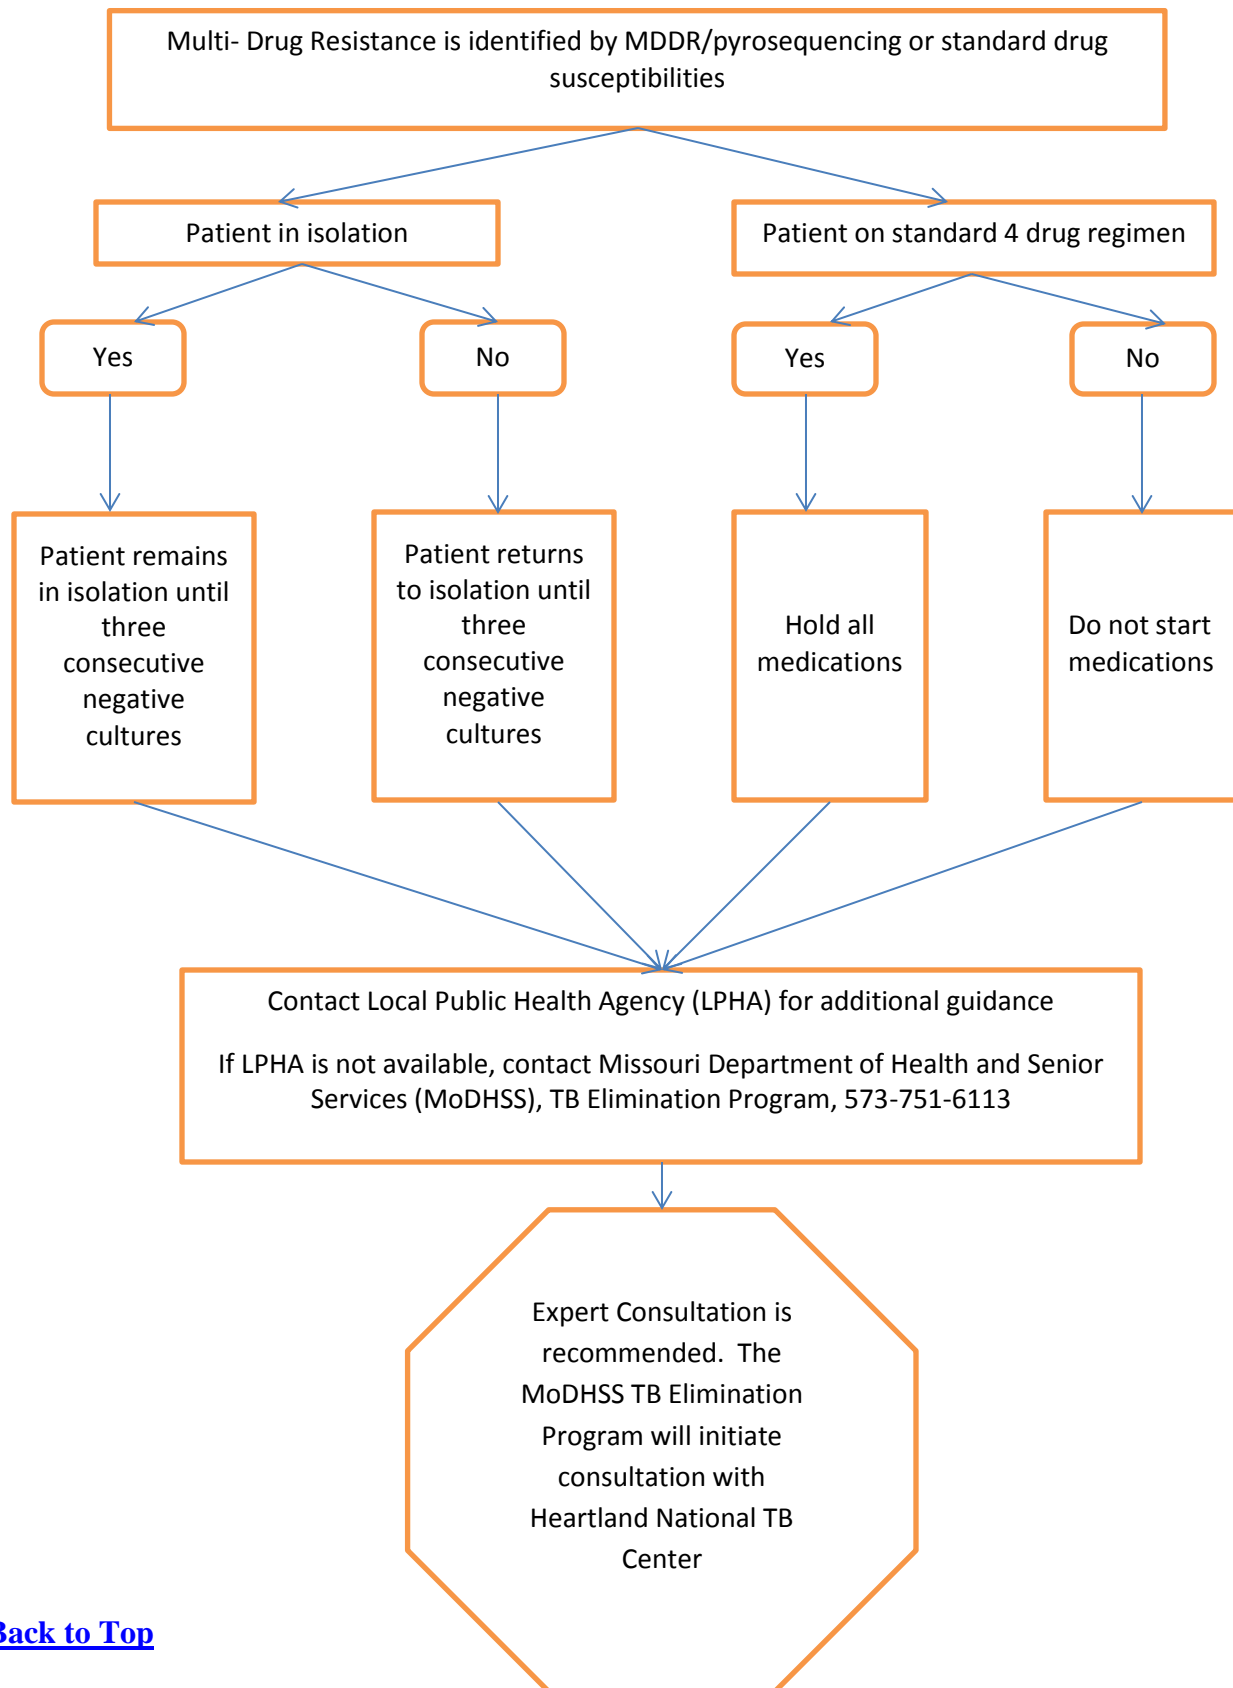 Multi- Drug Resistance is identified by MDDR/pyrosequencing or standard drug
susceptibilities
Patient in isolation
Patient on standard 4 drug regimen
Yes
No
Yes
No
Patient remains
in isolation until
three
consecutive
negative
cultures
Patient returns
to isolation until
three
consecutive
negative
cultures
Hold all
medications
Do not start
medications
Contact Local Public Health Agency (LPHA) for additional guidance
If LPHA is not available, contact Missouri Department of Health and Senior
Services (MoDHSS), TB Elimination Program, 573-751-6113
Expert Consultation is
recommended.  The
MoDHSS TB Elimination
Program will initiate
consultation with
Heartland National TB
Center
Back to Top